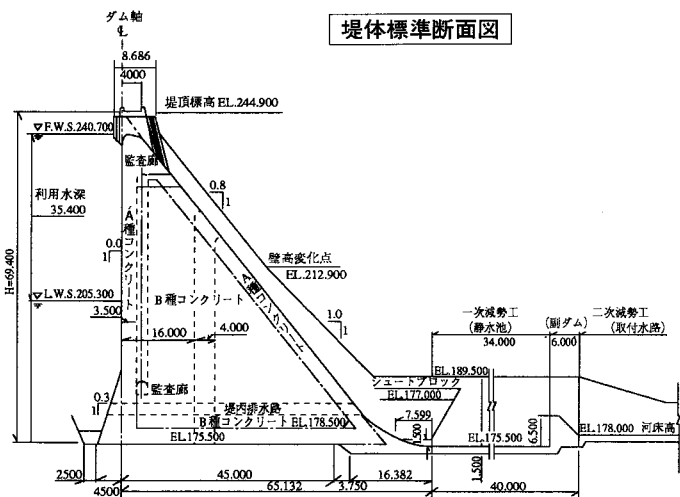 堤体標準断面図
ダム軸
℄
8.686
4000
堤頂標高 EL.244.900
F.W.S.240.700
監査廊
利用水深
35.400
0.8
1
A種コンクリート
0.0
1
H=69.400
壁高変化点
EL.212.900
A種コンクリート
B種コンクリート
L.W.S.205.300
3.500
16.000
4.000
1.0
1
一次減勢工
(静水池)
34.000
(副ダム)
6.000
二次減勢工
(取付水路)
EL.189.500
シュートブロック
EL.177.000
監査廊
0.3
1
堤内排水路
B種コンクリート EL.178.500
EL.175.500
7.599
1.500
EL.175.500
6.500
EL.178.000 河床高
1.500
2500
4500
45.000
65.132
3.750
16.382
40.000